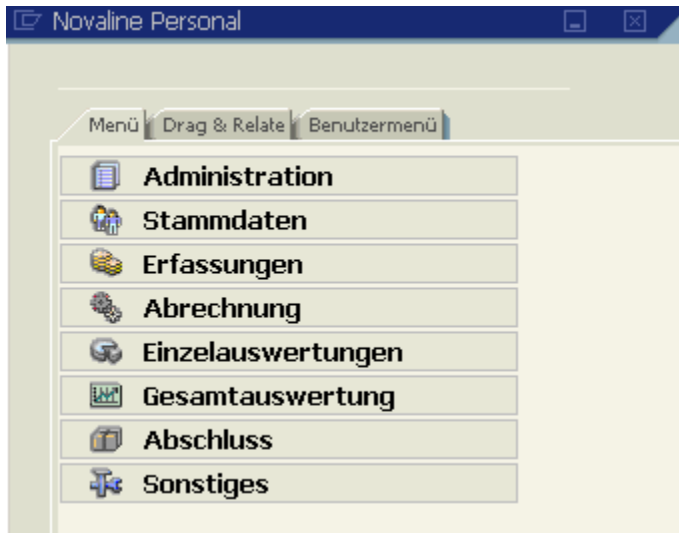 Novaline Personal
Menü Drag & Relate Benutzermenü
Administration
Stammdaten
Erfassungen
Abrechnung
Einzelauswertungen
Gesamtauswertung
Abschluss
Sonstiges